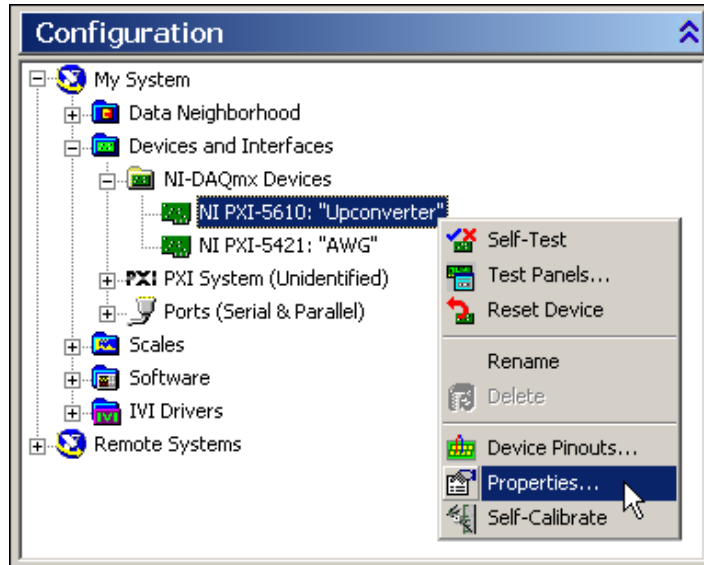 Configuration
My System
Data Neighborhood
Devices and Interfaces
NI-DAQmx Devices
NI PXI-5610: "Upconverter"
NI PXI-5421: "AWG"
PXI PXI System (Unidentified)
Ports (Serial & Parallel)
Scales
Software
IVI IVI Drivers
Remote Systems
Self-Test
Test Panels...
Reset Device
Rename
Delete
Device Pinouts...
Properties...
Self-Calibrate